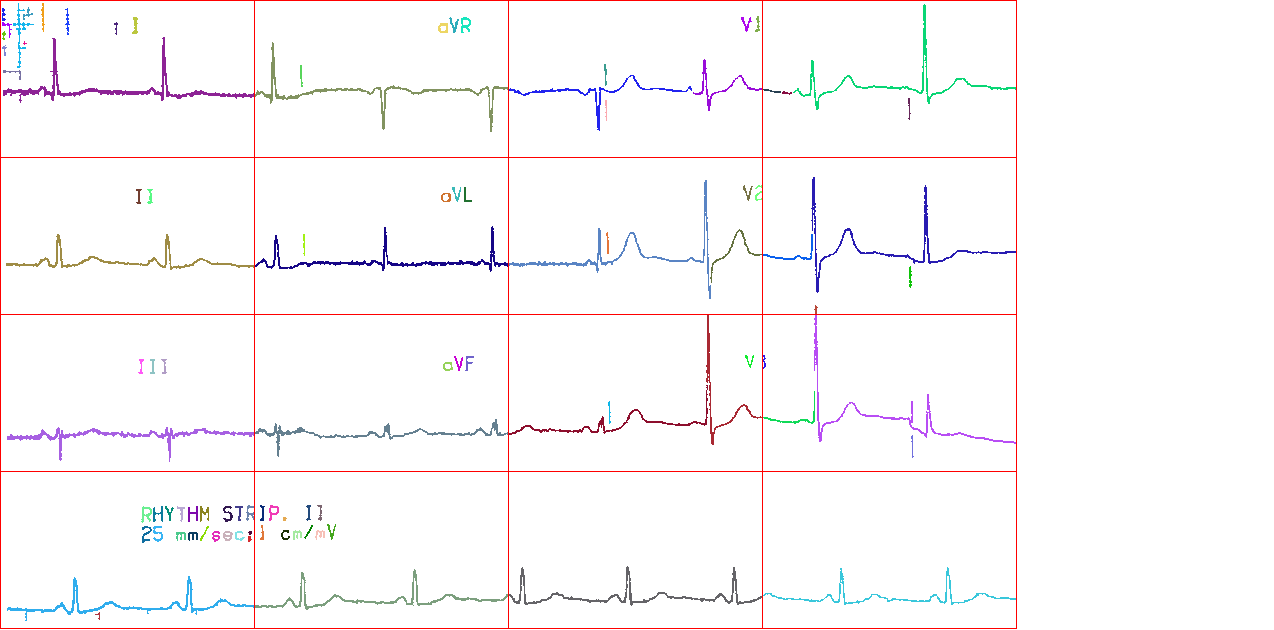 I aVR V1
II aVL V2
III aVF V3
RHYTHM STRIP. II
25 mm/sec; 1 cm/mV